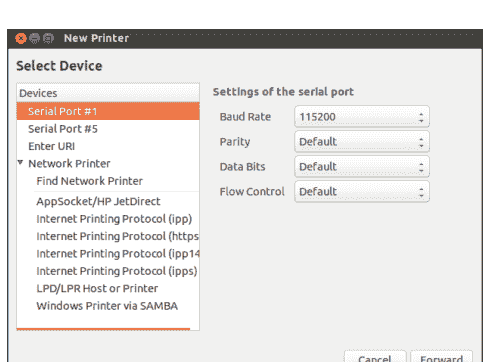 New Printer
Select Device
Devices
Serial Port #1
Serial Port #5
Enter URI
Network Printer
Find Network Printer
AppSocket/HP JetDirect
Internet Printing Protocol (ipp)
Internet Printing Protocol (https
Internet Printing Protocol (ipp14
Internet Printing Protocol (ipps)
LPD/LPR Host or Printer
Windows Printer via SAMBA
Settings of the serial port
Baud Rate 115200
Parity Default
Data Bits Default
Flow Control Default
Cancel Forward